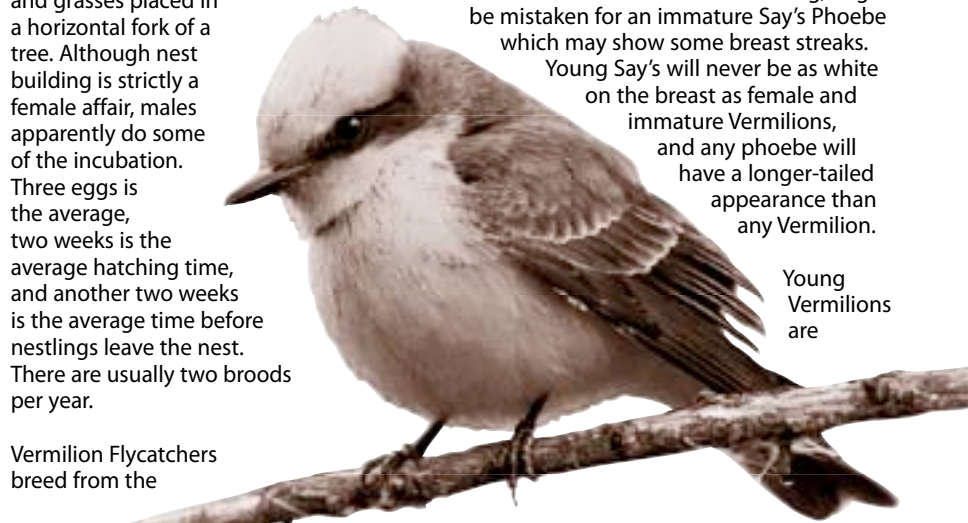 and grasses placed in
a horizontal fork of a
tree. Although nest
building is strictly a
female affair, males
apparently do some
of the incubation.
Three eggs is
the average,
two weeks is the
average hatching time,
and another two weeks
is the average time before
nestlings leave the nest.
There are usually two broods
per year.
Vermilion Flycatchers
breed from the
be mistaken for an immature Say's Phoebe
which may show some breast streaks.
Young Say's will never be as white
on the breast as female and
immature Vermilions,
and any phoebe will
have a longer-tailed
appearance than
any Vermilion.
Young
Vermilions
are